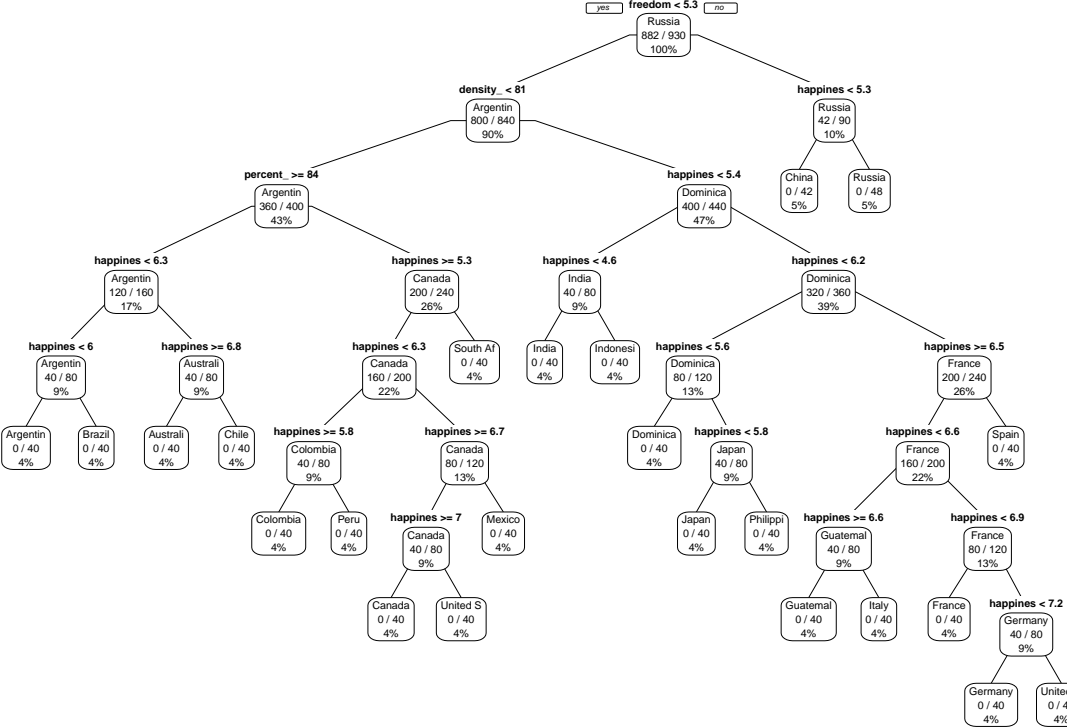 yes freedom < 5.3 no
Russia
882 / 930
100%
density_ < 81 happines < 5.3
Argentin Russia
800 / 840 42 / 90
90% 10%
percent_ >= 84 happines < 5.4 China Russia
Argentin Dominica 0 / 42 0 / 48
360 / 400 400 / 440 5% 5%
43% 47%
happines < 6.3 happines >= 5.3 happines < 4.6 happines < 6.2
Argentin Canada India Dominica
120 / 160 200 / 240 40 / 80 320 / 360
17% 26% 9% 39%
happines < 6 happines >= 6.8 happines < 6.3 South Af India Indonesi happines < 5.6 happines >= 6.5
Argentin Australi Canada 0 / 40 0 / 40 0 / 40 Dominica France
40 / 80 40 / 80 160 / 200 4% 4% 4% 80 / 120 200 / 240
9% 9% 22% 13% 26%
Argentin Brazil Australi Chile happines >= 5.8 happines >= 6.7 Dominica happines < 5.8 happines < 6.6 Spain
0 / 40 0 / 40 0 / 40 0 / 40 Colombia Canada 0 / 40 Japan France 0 / 40
4% 4% 4% 4% 40 / 80 80 / 120 4% 40 / 80 160 / 200 4%
9% 13% 9% 22%
Colombia Peru happines >= 7 Mexico Japan Philippi happines >= 6.6 happines < 6.9
0 / 40 0 / 40 Canada 0 / 40 0 / 40 0 / 40 Guatemal France
4% 4% 40 / 80 4% 4% 4% 40 / 80 80 / 120
9% 9% 13%
Canada United S Guatemal Italy France happines < 7.2
0 / 40 0 / 40 0 / 40 0 / 40 0 / 40 Germany
4% 4% 4% 4% 4% 40 / 80
9%
Germany
0 / 40
4% 4%